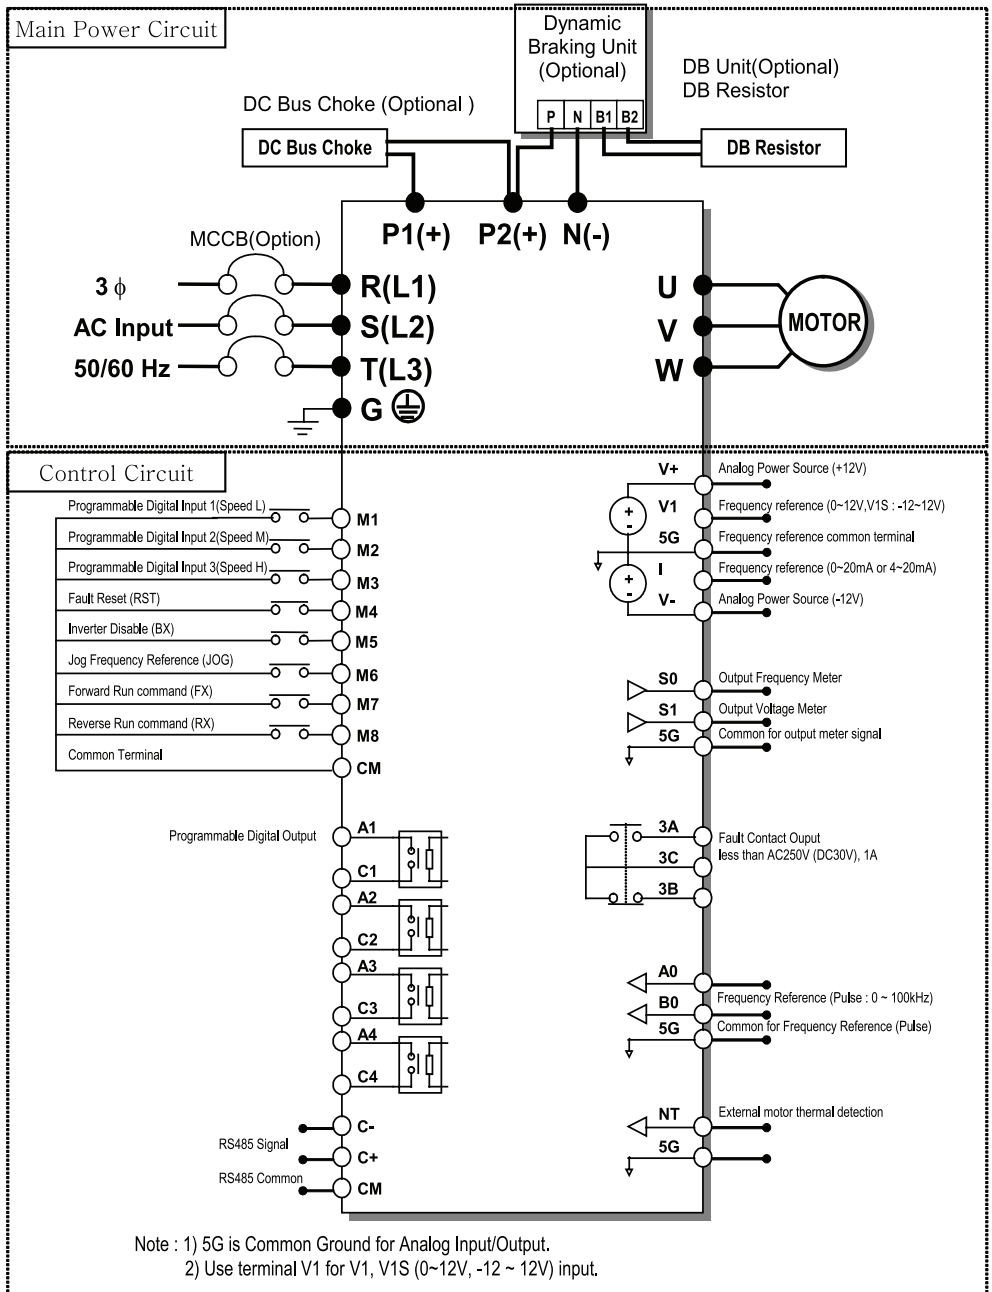 Main Power Circuit
Dynamic
Braking Unit
(Optional)
P N B1 B2
DB Unit(Optional)
DB Resistor
DC Bus Choke (Optional )
DC Bus Choke
DB Resistor
P1(+) P2(+) N(-)
MCCB(Option)
3 ϕ
AC Input
50/60 Hz
R(L1)
S(L2)
T(L3)
G
U
V
W
MOTOR
Control Circuit
Programmable Digital Input 1(Speed L)
M1
Programmable Digital Input 2(Speed M)
M2
Programmable Digital Input 3(Speed H)
M3
Fault Reset (RST)
M4
Inverter Disable (BX)
M5
Jog Frequency Reference (JOG)
M6
Forward Run command (FX)
M7
Reverse Run command (RX)
M8
Common Terminal
CM
V+ Analog Power Source (+12V)
V1 Frequency reference (0~12V,V1S : -12~12V)
5G Frequency reference common terminal
I Frequency reference (0~20mA or 4~20mA)
V- Analog Power Source (-12V)
+
-
+
-
S0 Output Frequency Meter
S1 Output Voltage Meter
5G Common for output meter signal
Programmable Digital Output
A1
C1
A2
C2
A3
C3
A4
C4
3A Fault Contact Ouput
less than AC250V (DC30V), 1A
3C
3B
A0
B0 Frequency Reference (Pulse : 0 ~ 100kHz)
5G Common for Frequency Reference (Pulse)
NT External motor thermal detection
5G
C-
RS485 Signal
C+
RS485 Common
CM
Note : 1) 5G is Common Ground for Analog Input/Output.
2) Use terminal V1 for V1, V1S (0~12V, -12 ~ 12V) input.